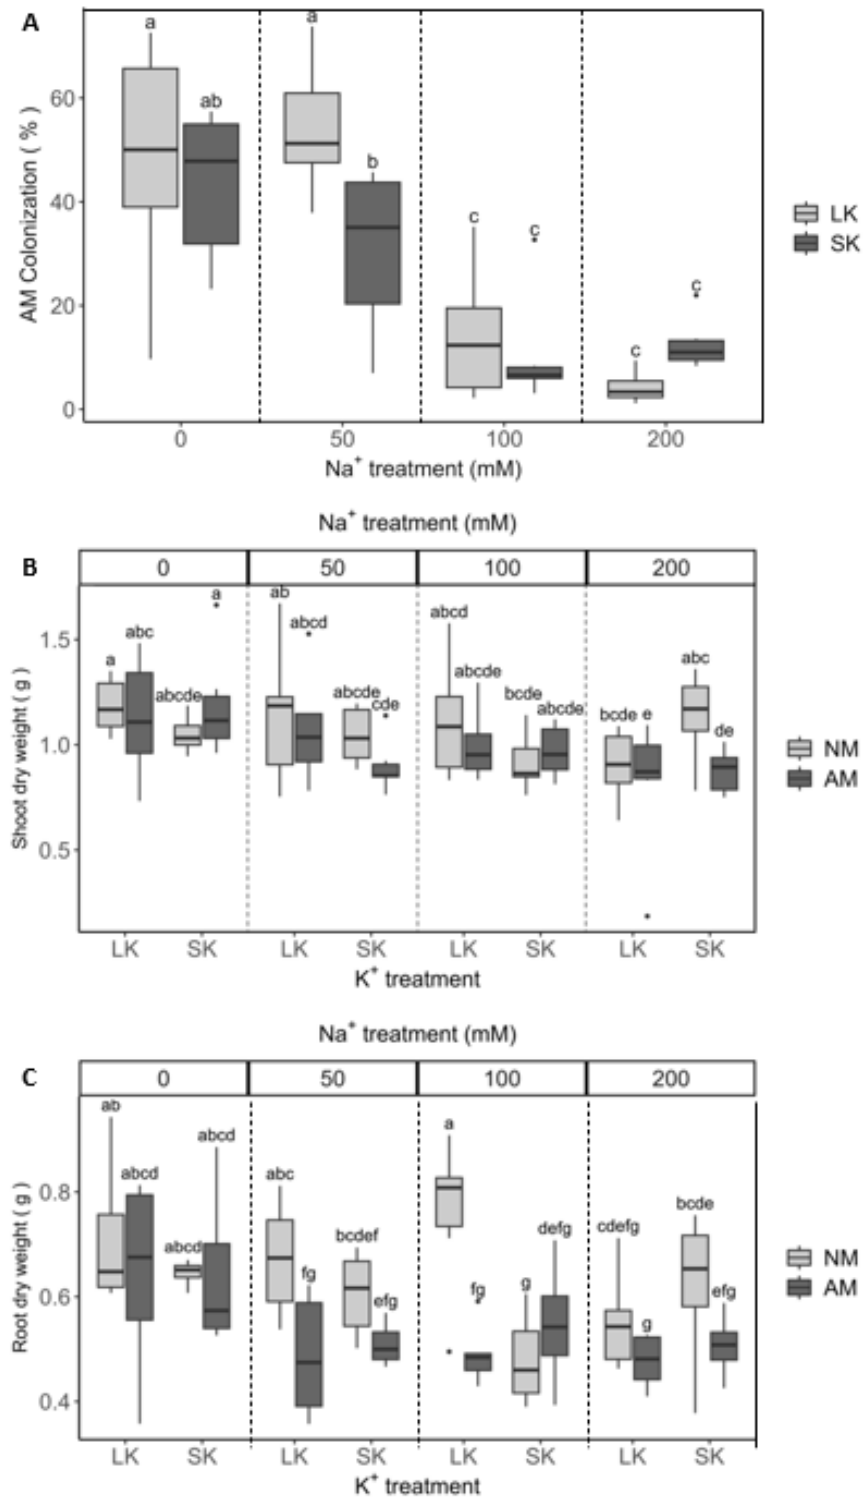 A
a
a
ab
b
c
c
c
c
AM Colonization ( % )
60
40
20
0
0
50
100
200
Na+ treatment (mM)
LK
SK
Na+ treatment (mM)
B
0
50
100
200
a
abc
abcde
a
ab
abcd
abcde
cde
abcd
abcde
bcde
abcde
bcde
e
abc
de
Shoot dry weight ( g )
1.5
1.0
0.5
LK
SK
LK
SK
LK
SK
LK
SK
K+ treatment
NM
AM
Na+ treatment (mM)
C
0
50
100
200
ab
abcd
abcd
abcd
abc
fg
bcdef
efg
a
fg
g
defg
cdefg
g
bcde
efg
Root dry weight ( g )
0.8
0.6
0.4
LK
SK
LK
SK
LK
SK
LK
SK
K+ treatment
NM
AM